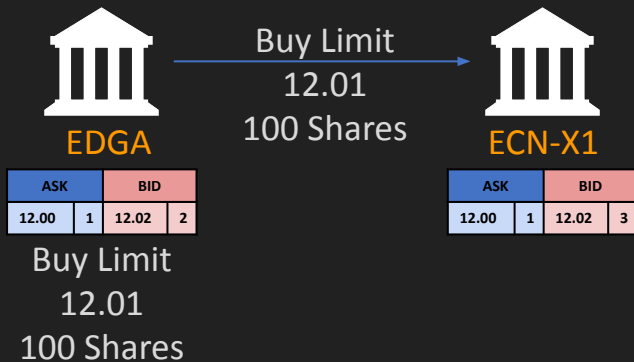 Buy Limit
12.01
100 Shares
EDGA
ECN-X1
ASK BID
12.00 1 12.02 2
ASK BID
12.00 1 12.02 3
Buy Limit
12.01
100 Shares